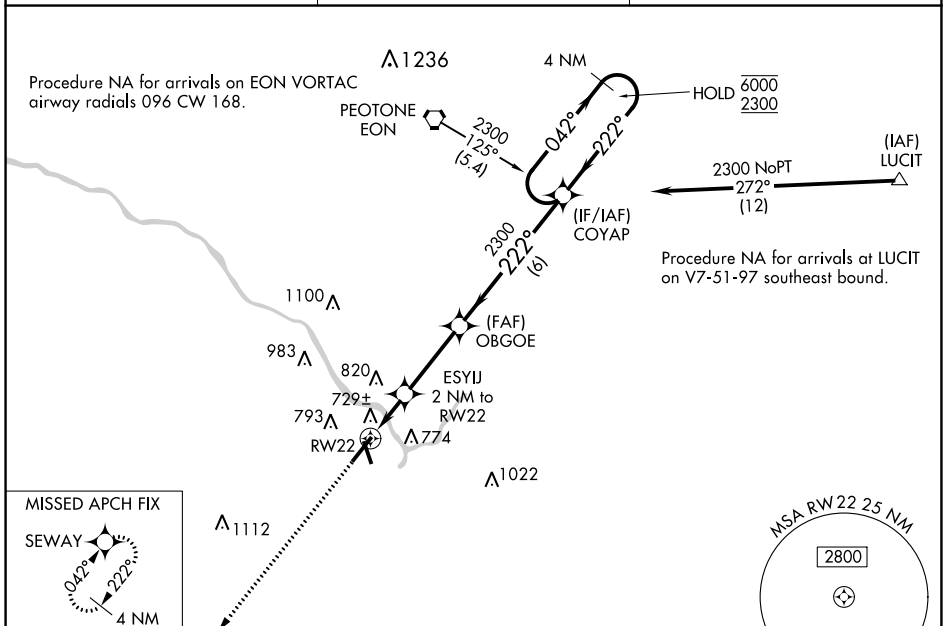 Procedure NA for arrivals on EON VORTAC
airway radials 096 CW 168.
1236
4 NM
HOLD 6000
2300
PEOTONE
EON
2300
125°
(5.4)
042°
222°
(IAF)
LUCIT
2300 NoPT
272°
(12)
(IF/IAF)
COYAP
2300
222°
(6)
Procedure NA for arrivals at LUCIT
on V7-51-97 southeast bound.
1100
(FAF)
OBGOE
983
820
ESYIJ
2 NM to
RW22
729±
793
RW22
774
1022
MISSED APCH FIX
SEWAY
042°
222°
4 NM
1112
MSA RW22 25 NM
2800